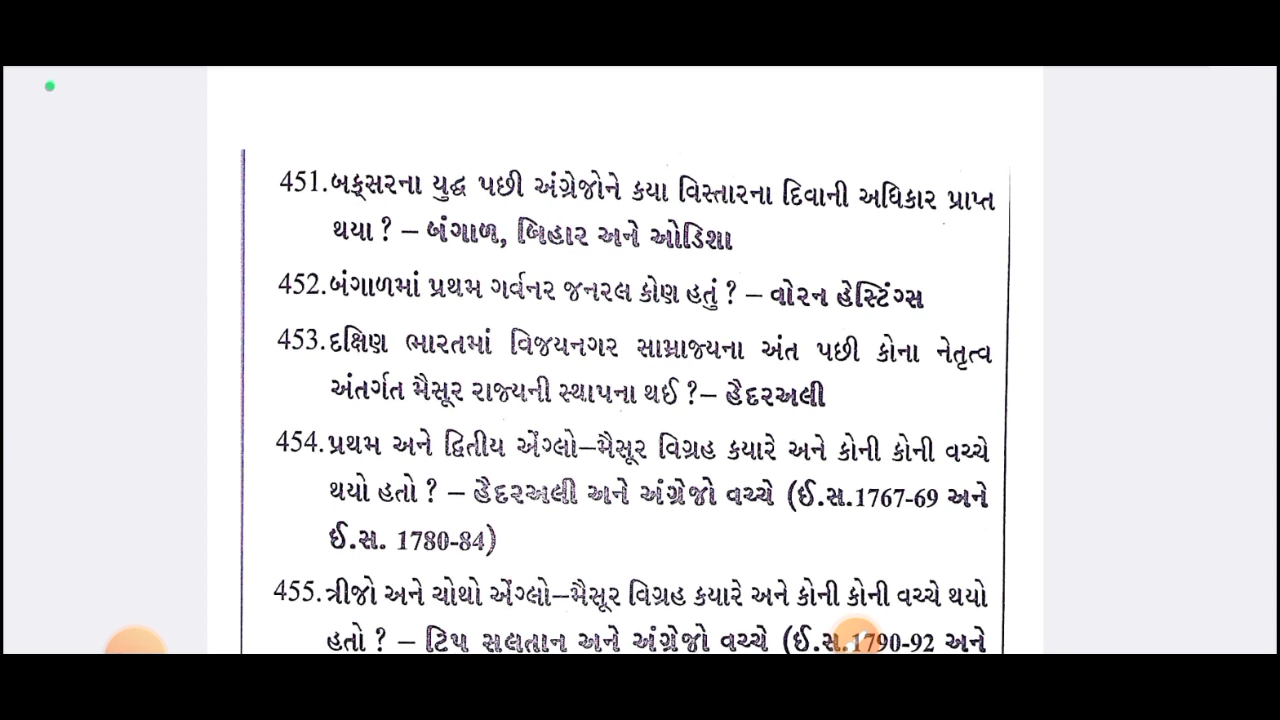 451.બક્સરના યુદ્ધ પછી અંગ્રેજોને કયા વિસ્તારના દિવાની અધિકાર પ્રાપ્ત
થયા ? – બંગાળ, બિહાર અને ઓડિશા
452.બંગાળમાં પ્રથમ ગર્વનર જનરલ કોણ હતું ? – વોરન હેસ્ટિંગ્સ
453.દક્ષિણ ભારતમાં વિજયનગર સામ્રાજ્યના અંત પછી કોના નેતૃત્વ
અંતર્ગત મૈસૂર રાજ્યની સ્થાપના થઈ ?– હૈદરઅલી
454.પ્રથમ અને દ્વિતીય એંગ્લો–મૈસૂર વિગ્રહ કયારે અને કોની કોની વચ્ચે
થયો હતો ? – હૈદરઅલી અને અંગ્રેજો વચ્ચે (ઈ.સ.1767-69 અને
ઈ.સ. 1780-84)
455.ત્રીજો અને ચોથો એંગ્લો–મૈસૂર વિગ્રહ કયારે અને કોની કોની વચ્ચે થયો
હતો ? – સલતાન અને અંગ્રેજો વચ્ચે (ઈ.સ.1790-92 અને